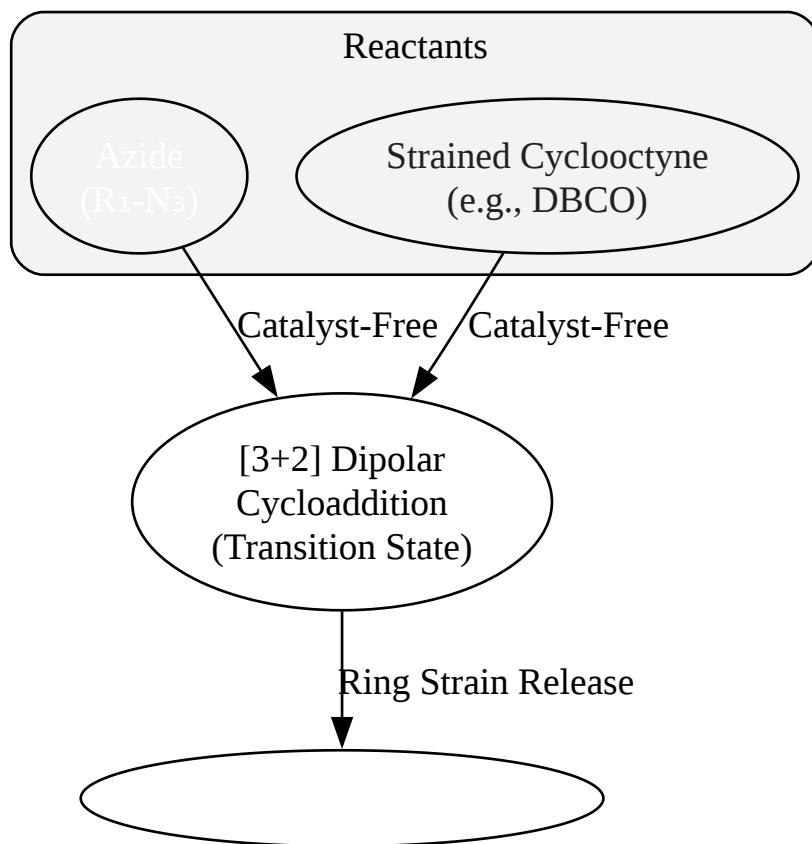 Reactants
Azide
(R₁-N₃)
Strained Cyclooctyne
(e.g., DBCO)
Catalyst-Free
Catalyst-Free
[3+2] Dipolar
Cycloaddition
(Transition State)
Ring Strain Release